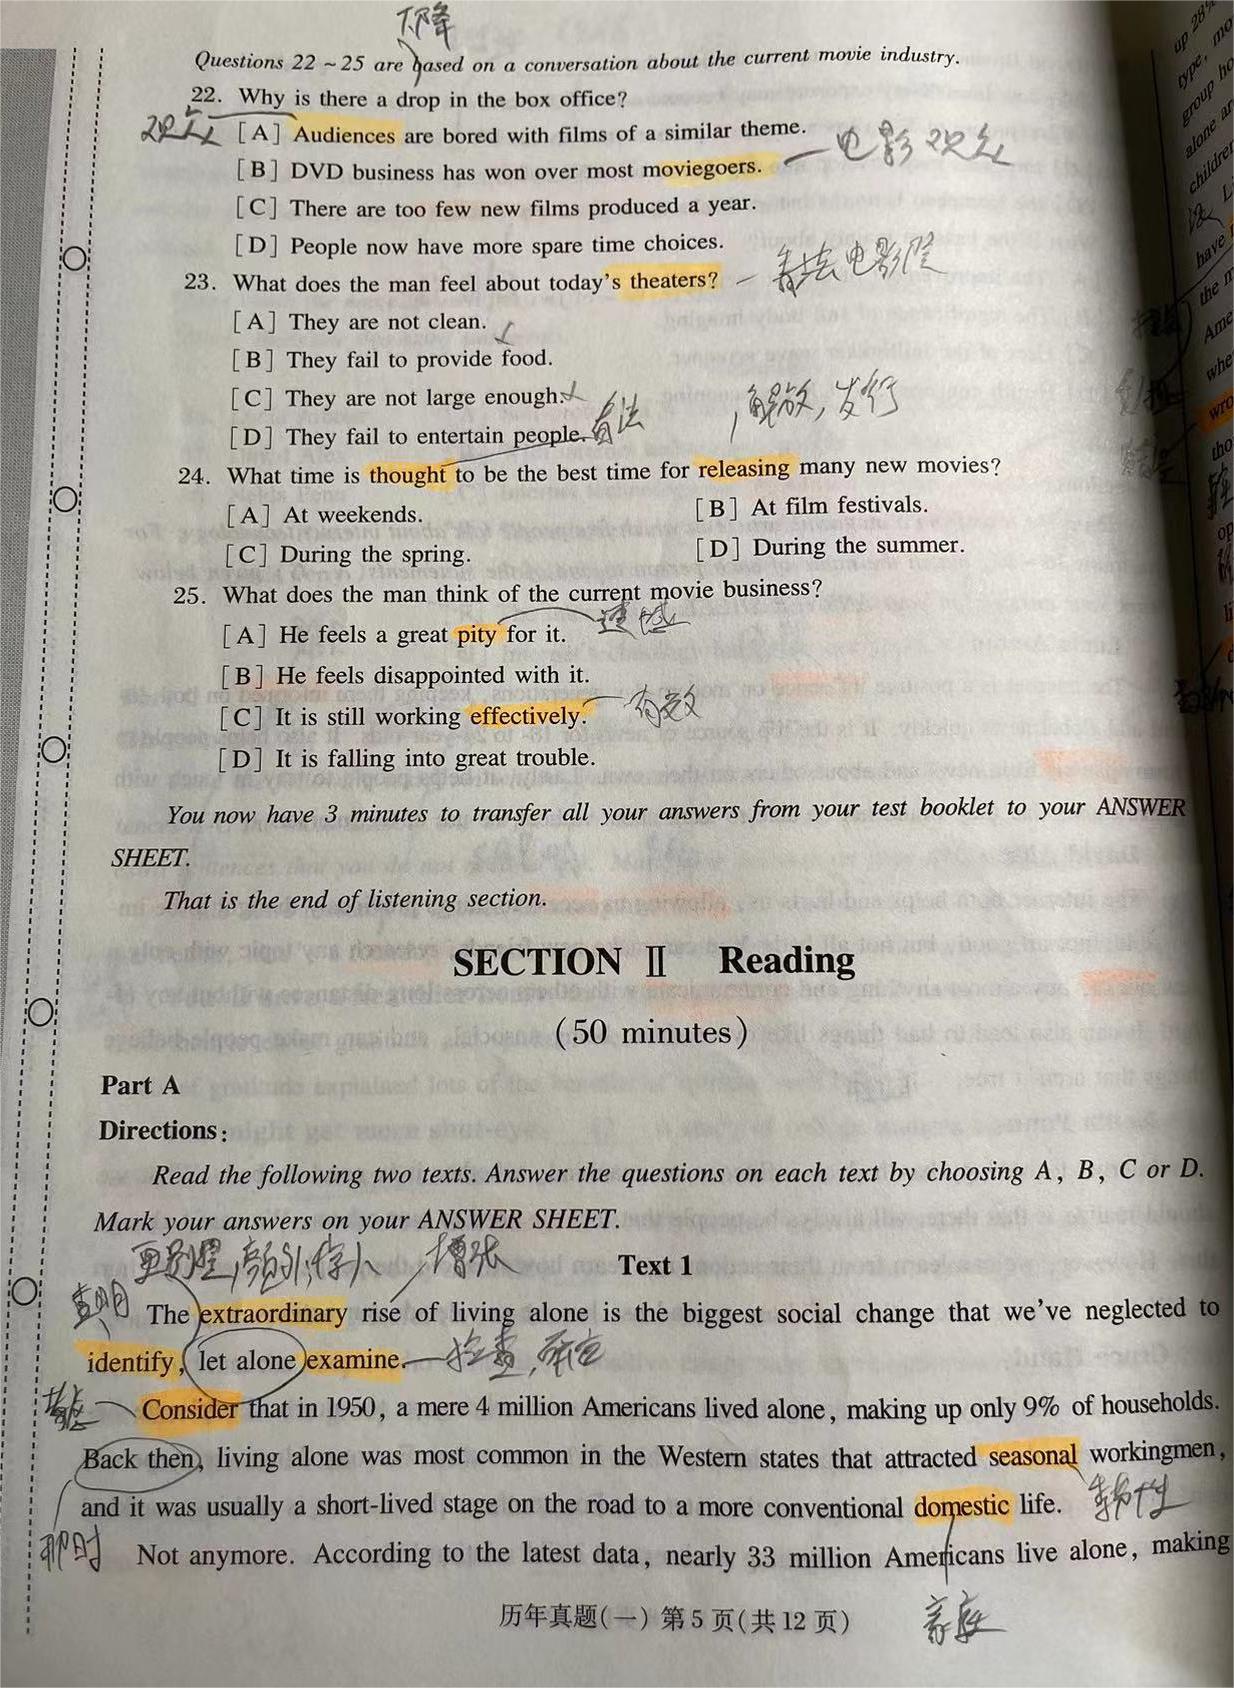 下降
Questions 22 ~ 25 are based on a conversation about the current movie industry.
22. Why is there a drop in the box office?
观众 [A] Audiences are bored with films of a similar theme.
[B] DVD business has won over most moviegoers. 电影观众
[C] There are too few new films produced a year.
[D] People now have more spare time choices.
23. What does the man feel about today's theaters? 电影院
[A] They are not clean.
[B] They fail to provide food.
[C] They are not large enough.
[D] They fail to entertain people. 看法 解放, 发行
24. What time is thought to be the best time for releasing many new movies?
[A] At weekends. [B] At film festivals.
[C] During the spring. [D] During the summer.
25. What does the man think of the current movie business?
[A] He feels a great pity for it. 遗憾
[B] He feels disappointed with it.
[C] It is still working effectively. 有效
[D] It is falling into great trouble.
You now have 3 minutes to transfer all your answers from your test booklet to your ANSWER
SHEET.
That is the end of listening section.
SECTION Ⅱ Reading
(50 minutes)
Part A
Directions:
Read the following two texts. Answer the questions on each text by choosing A, B, C or D.
Mark your answers on your ANSWER SHEET.
增张
Text 1
The extraordinary rise of living alone is the biggest social change that we've neglected to
identify, let alone examine. 检查,
Consider that in 1950, a mere 4 million Americans lived alone, making up only 9% of households.
Back then, living alone was most common in the Western states that attracted seasonal workingmen,
and it was usually a short-lived stage on the road to a more conventional domestic life. 季节性
那时 Not anymore. According to the latest data, nearly 33 million Americans live alone, making
家庭
历年真题(一) 第5页(共12页)